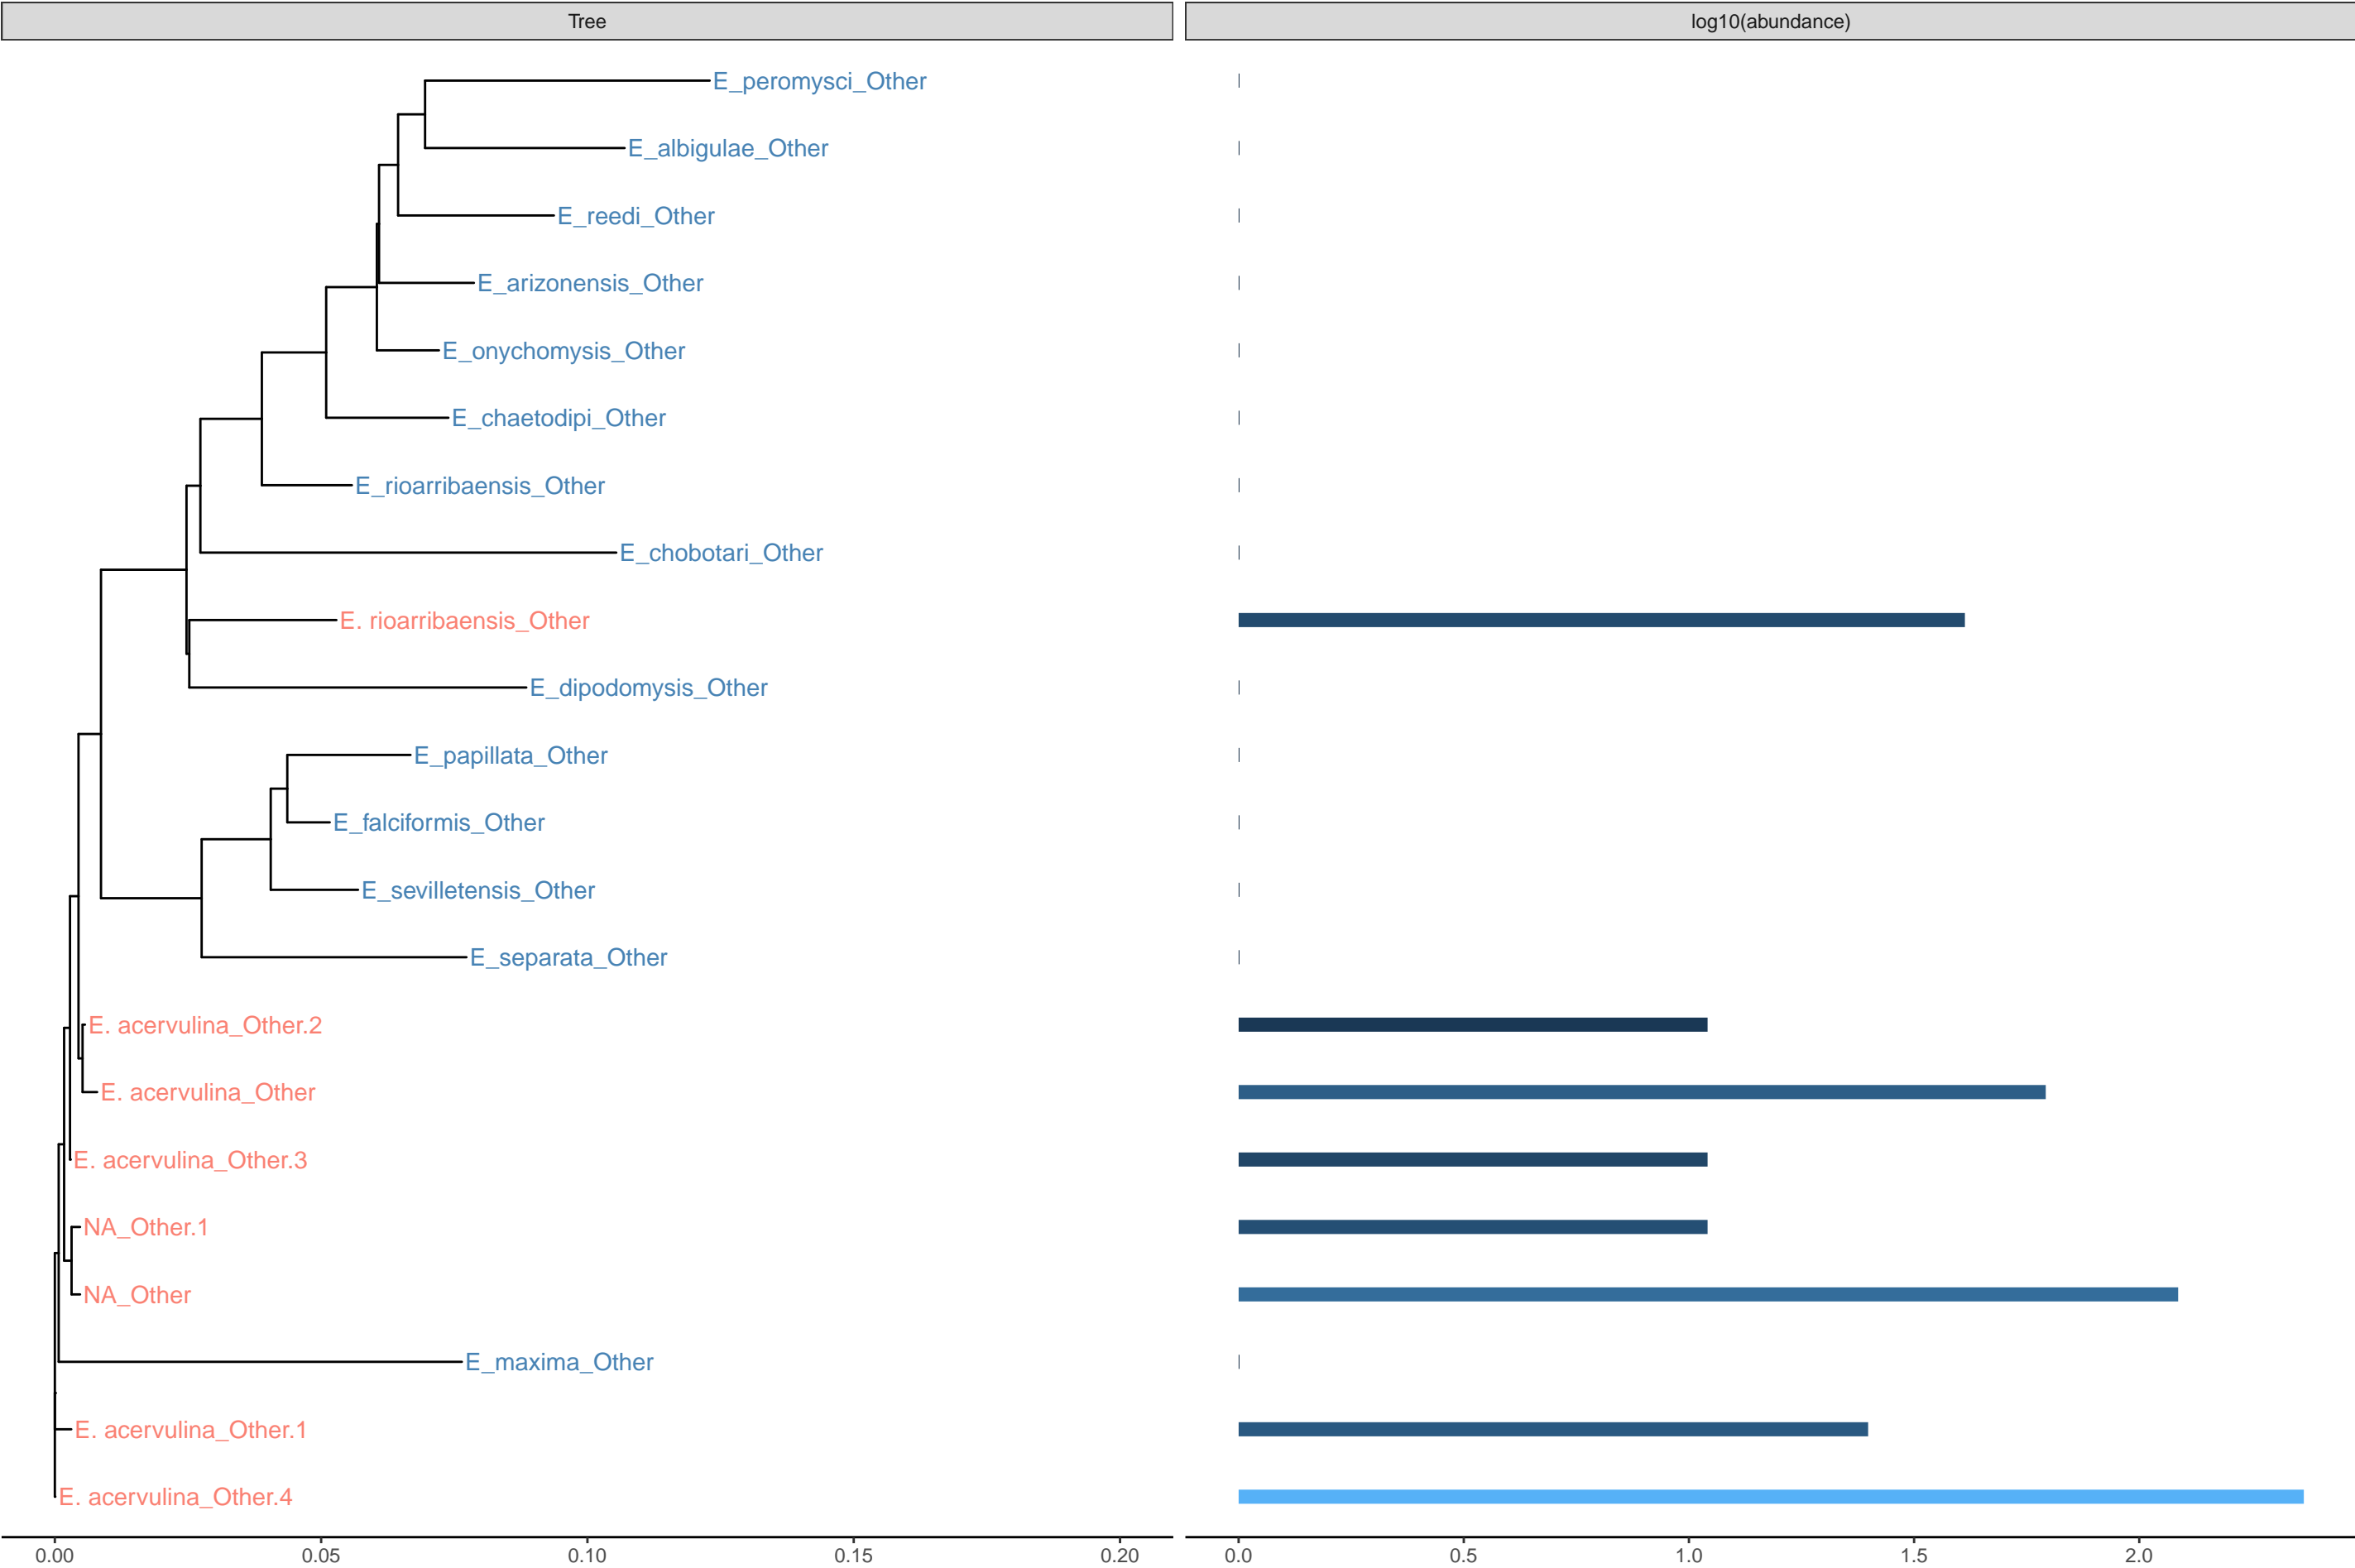 Tree
log10(abundance)
E_peromysci_Other
E_albigulae_Other
E_reedi_Other
E_arizonensis_Other
E_onychomysis_Other
E_chaetodipi_Other
E_rioarribaensis_Other
E_chobotari_Other
E. rioarribaensis_Other
E_dipodomysis_Other
E_papillata_Other
E_falciformis_Other
E_sevilletensis_Other
E_separata_Other
E. acervulina_Other.2
E. acervulina_Other
E. acervulina_Other.3
NA_Other.1
NA_Other
E_maxima_Other
E. acervulina_Other.1
E. acervulina_Other.4
0.00 0.05 0.10 0.15 0.20
0.0 0.5 1.0 1.5 2.0